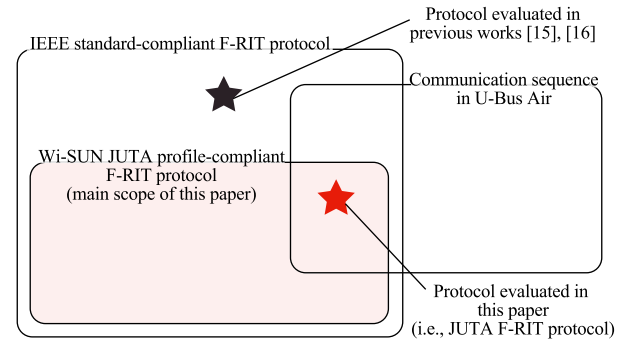 Protocol evaluated in
previous works [15], [16]
IEEE standard-compliant F-RIT protocol
Communication sequence
in U-Bus Air
Wi-SUN JUTA profile-compliant
F-RIT protocol
(main scope of this paper)
Protocol evaluated in
this paper
(i.e., JUTA F-RIT protocol)